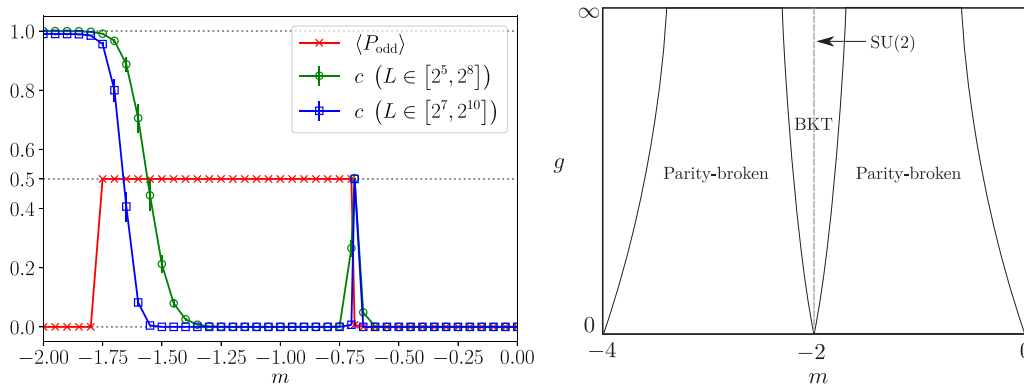 1.0
0.8
0.6
0.5
0.4
0.2
0.0
⟨P_odd⟩
c (L ∈ [2^5, 2^8])
c (L ∈ [2^7, 2^10])
−2.00 −1.75 −1.50 −1.25 −1.00 −0.75 −0.50 −0.25 0.00
m
∞
SU(2)
BKT
g
Parity-broken Parity-broken
0
−4 −2 0
m